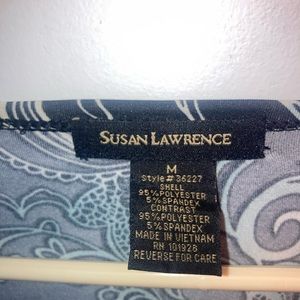 SUSAN LAWRENCE
M
Style # 36227
SHELL
95% POLYESTER
5% SPANDEX
CONTRAST
95% POLYESTER
5% SPANDEX
MADE IN VIETNAM
RN 101928
REVERSE FOR CARE